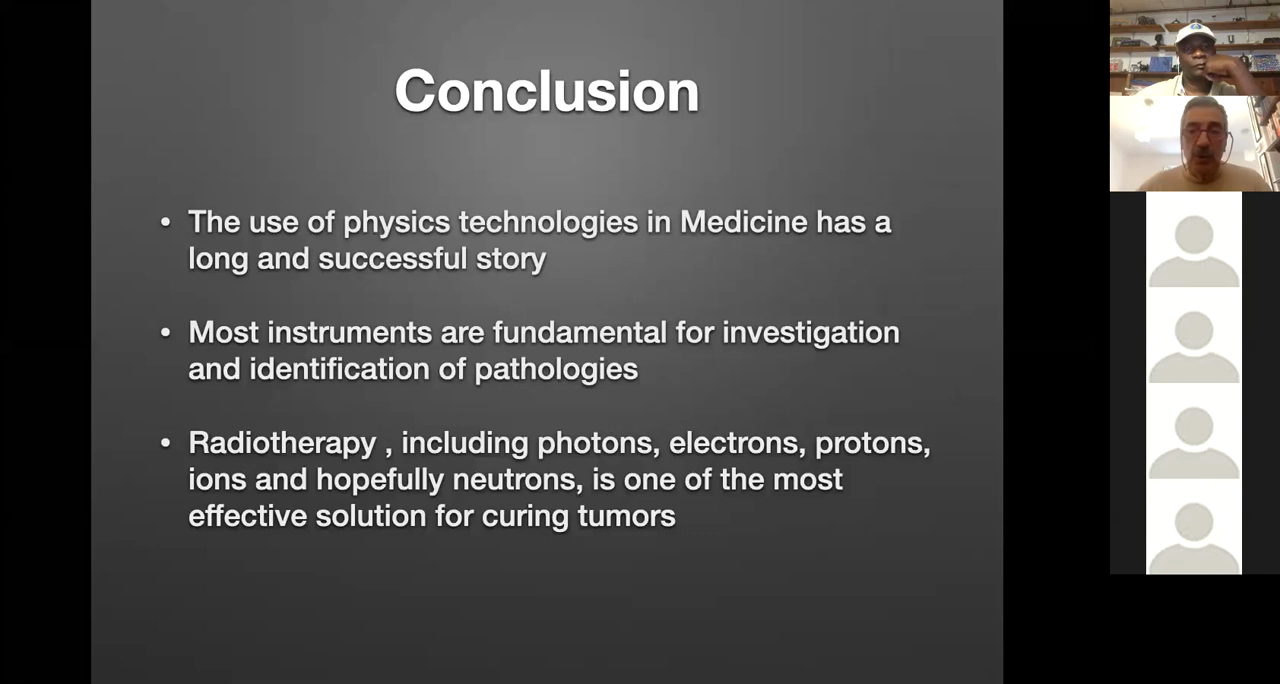 Conclusion
• The use of physics technologies in Medicine has a
long and successful story
• Most instruments are fundamental for investigation
and identification of pathologies
• Radiotherapy , including photons, electrons, protons,
ions and hopefully neutrons, is one of the most
effective solution for curing tumors